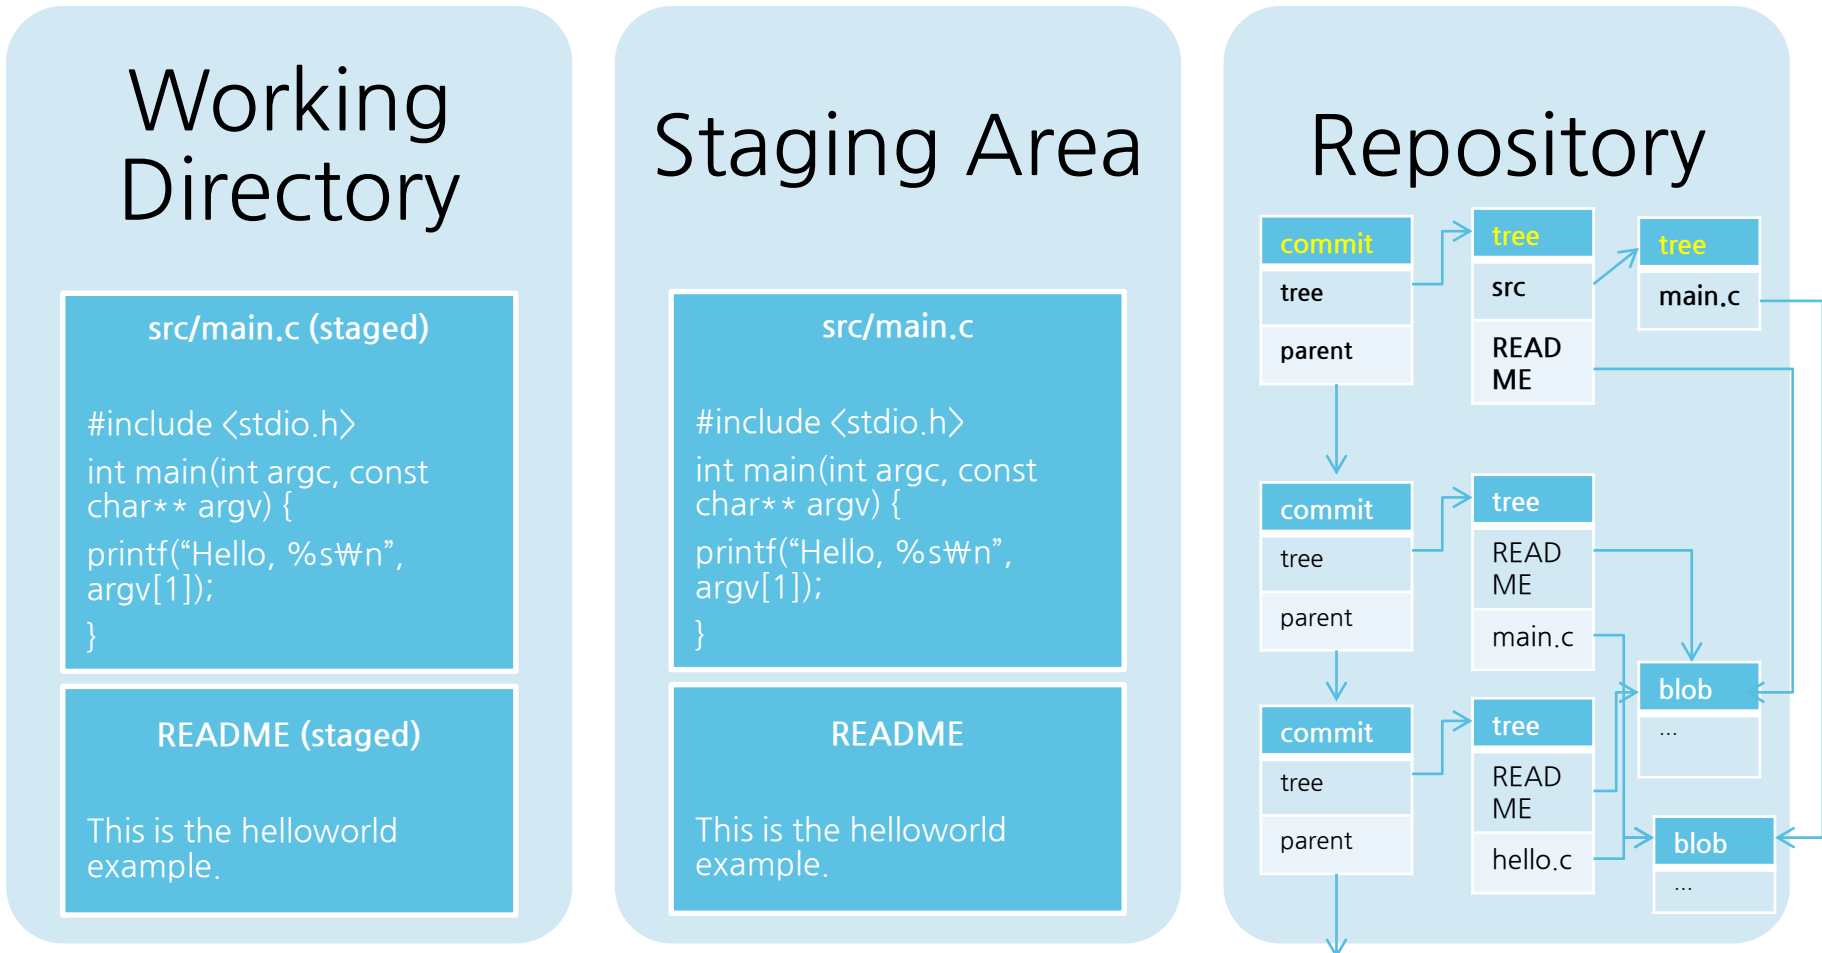 Working
Directory
src/main.c (staged)
#include <stdio.h>
int main(int argc, const
char** argv) {
printf(“Hello, %s₩n”,
argv[1]);
}
README (staged)
This is the helloworld
example.
Staging Area
src/main.c
#include <stdio.h>
int main(int argc, const
char** argv) {
printf(“Hello, %s₩n”,
argv[1]);
}
README
This is the helloworld
example.
Repository
commit
tree
parent
tree
src
READ
ME
tree
main.c
commit
tree
parent
tree
READ
ME
main.c
blob
...
commit
tree
parent
tree
READ
ME
hello.c
blob
...